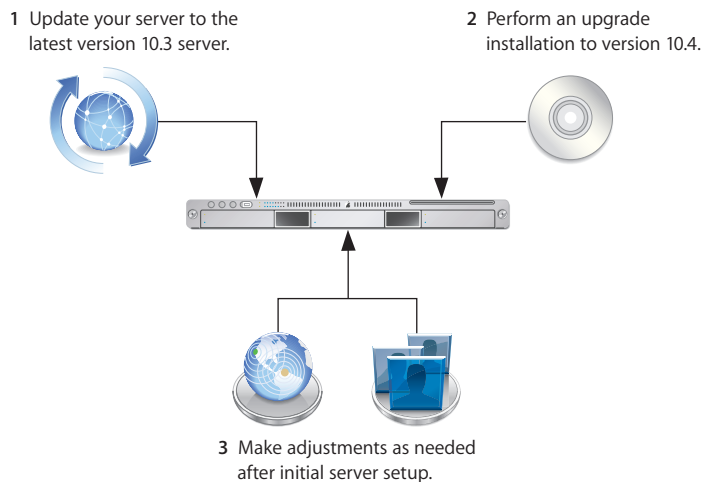 1 Update your server to the
latest version 10.3 server.
2 Perform an upgrade
installation to version 10.4.
3 Make adjustments as needed
after initial server setup.